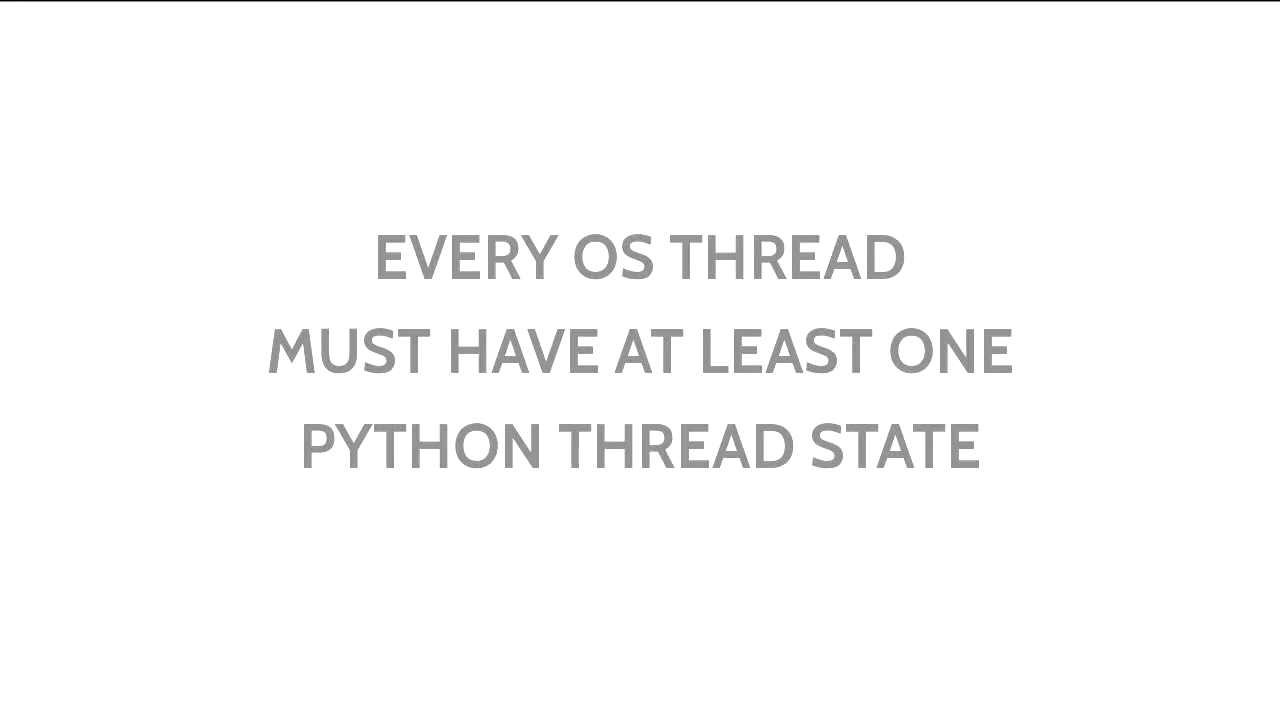 EVERY OS THREAD
MUST HAVE AT LEAST ONE
PYTHON THREAD STATE